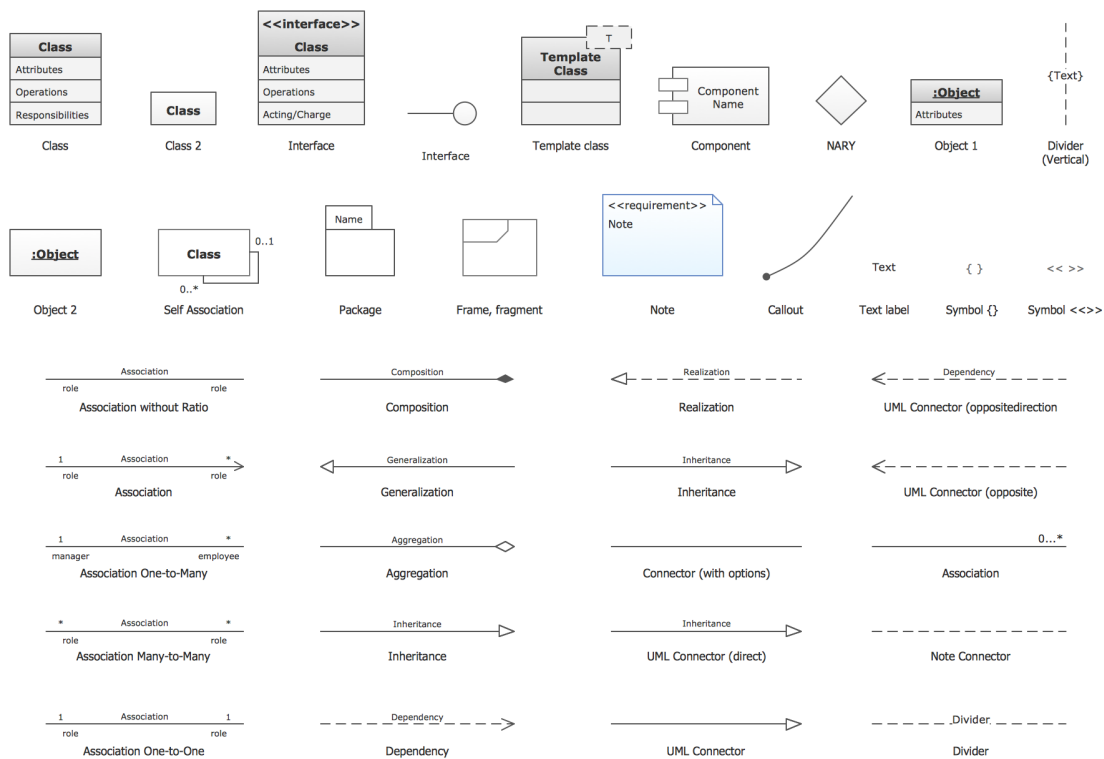 Class
Attributes
Operations
Responsibilities
Class
Class
Class 2
<<interface>>
Class
Attributes
Operations
Acting/Charge
Interface
Interface
T
Template
Class
Template class
Component
Name
Component
NARY
:Object
Attributes
Object 1
{Text}
Divider
(Vertical)
:Object
Object 2
Class
0..1
0..*
Self Association
Name
Package
Frame, fragment
<<requirement>>
Note
Note
Callout
Text
Text label
{ }
Symbol {}
<< >>
Symbol <<>>
Association
role role
Association without Ratio
Composition
Composition
Realization
Realization
Dependency
UML Connector (oppositedirection
1 Association *
role role
Association
Generalization
Generalization
Inheritance
Inheritance
UML Connector (opposite)
1 Association *
manager employee
Association One-to-Many
Aggregation
Aggregation
Connector (with options)
0...*
Association
* Association *
role role
Association Many-to-Many
Inheritance
Inheritance
Inheritance
UML Connector (direct)
Note Connector
1 Association 1
role role
Association One-to-One
Dependency
Dependency
UML Connector
Divider
Divider